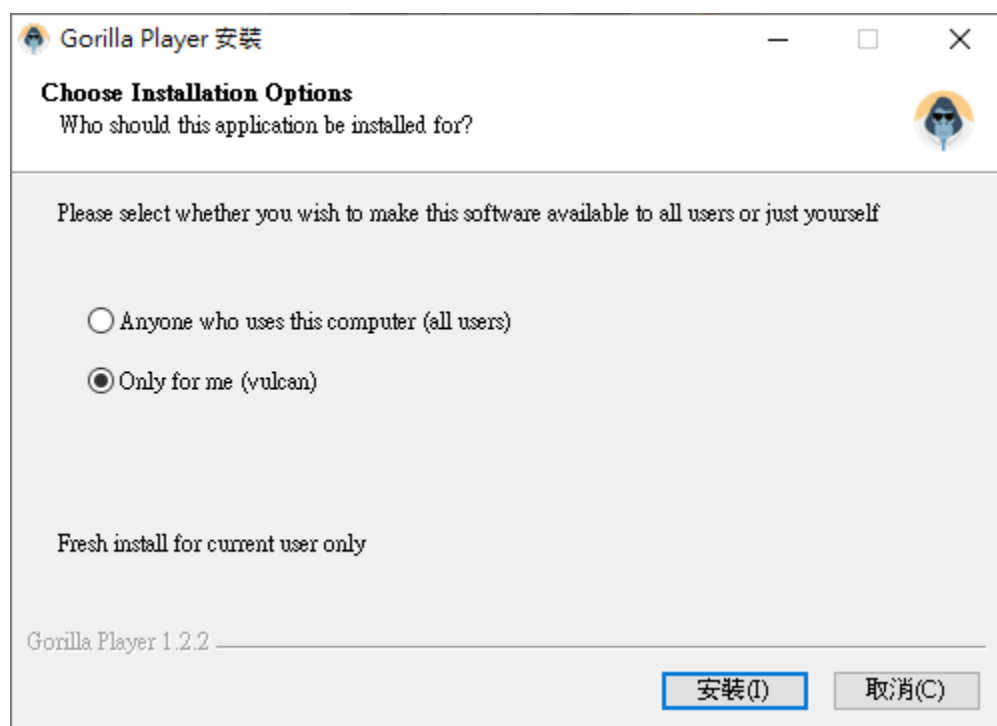 Gorilla Player 安裝
Choose Installation Options
Who should this application be installed for?
Please select whether you wish to make this software available to all users or just yourself
Anyone who uses this computer (all users)
Only for me (vulcan)
Fresh install for current user only
Gorilla Player 1.2.2
安裝(I)
取消(C)